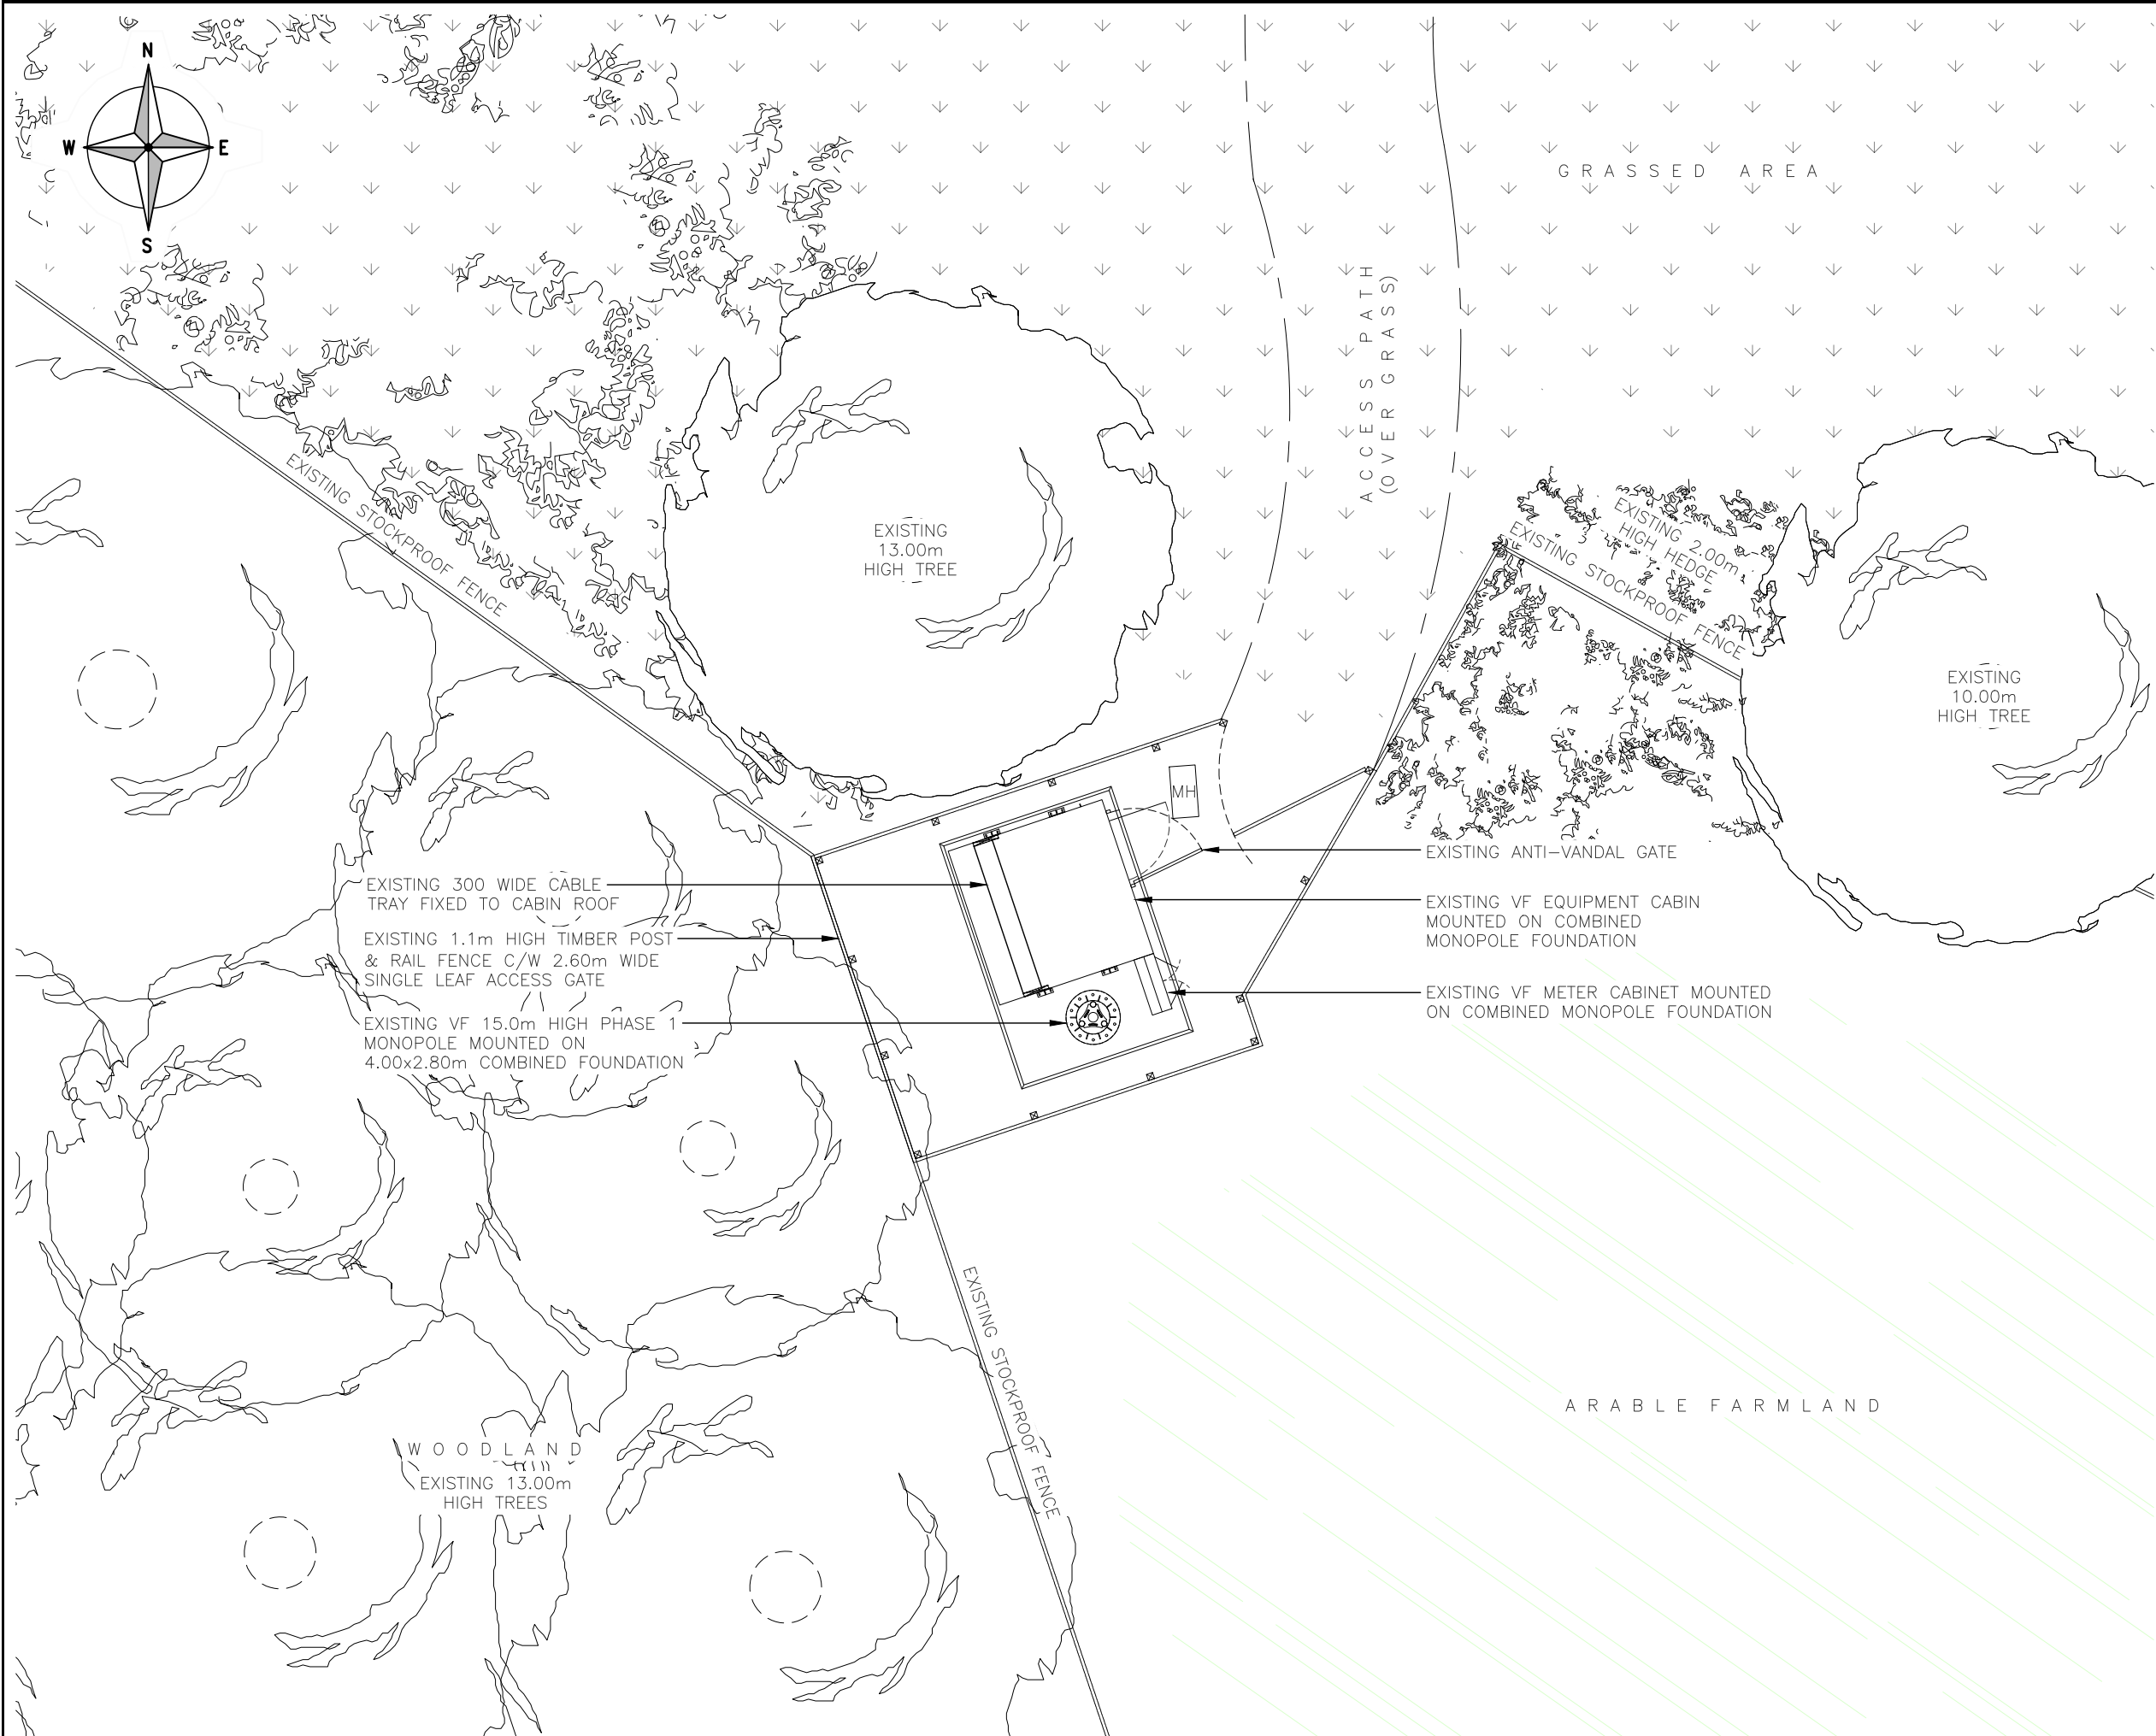 N
W
E
S
GRASSED AREA
ACCESS PATH
(OVER GRASS)
EXISTING STOCKPROOF FENCE
EXISTING
13.00m
HIGH TREE
EXISTING 2.00m
HIGH HEDGE
EXISTING STOCKPROOF FENCE
EXISTING
10.00m
HIGH TREE
MH
EXISTING ANTI-VANDAL GATE
EXISTING 300 WIDE CABLE
TRAY FIXED TO CABIN ROOF
EXISTING VF EQUIPMENT CABIN
MOUNTED ON COMBINED
MONOPOLE FOUNDATION
EXISTING 1.1m HIGH TIMBER POST
& RAIL FENCE C/W 2.60m WIDE
SINGLE LEAF ACCESS GATE
EXISTING VF METER CABINET MOUNTED
ON COMBINED MONOPOLE FOUNDATION
EXISTING VF 15.0m HIGH PHASE 1
MONOPOLE MOUNTED ON
4.00x2.80m COMBINED FOUNDATION
EXISTING STOCKPROOF FENCE
ARABLE FARMLAND
WOODLAND
EXISTING 13.00m
HIGH TREES